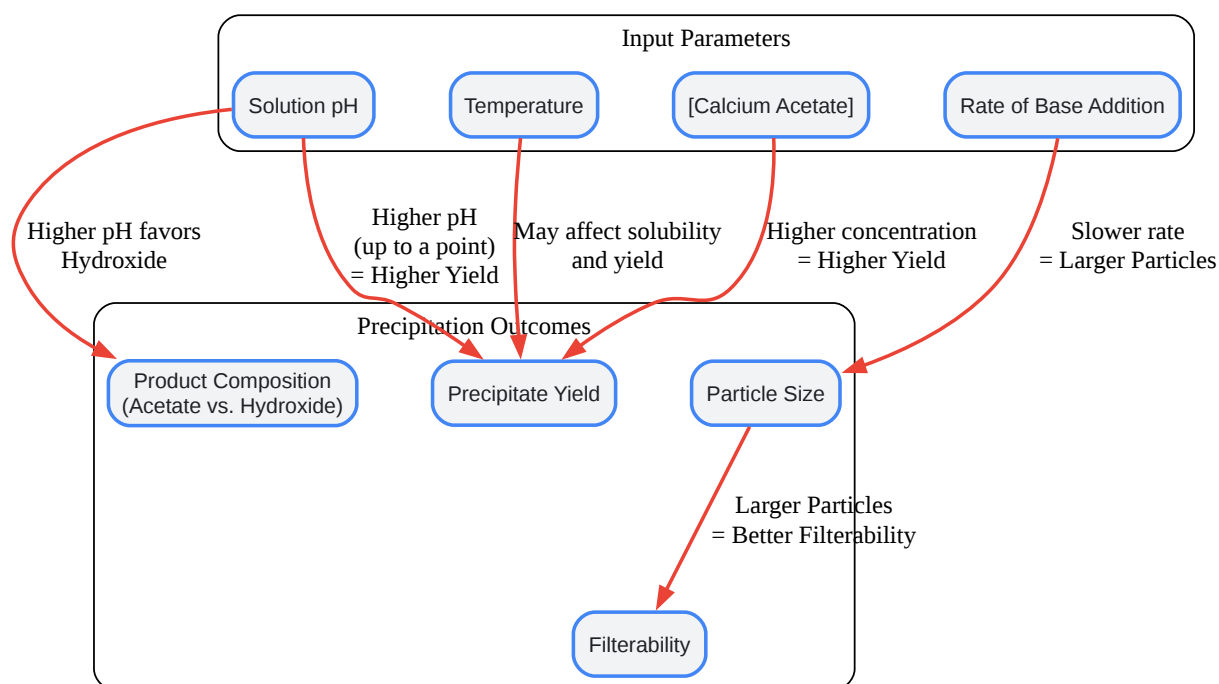 Input Parameters
Solution pH
Temperature
[Calcium Acetate]
Rate of Base Addition
Higher pH favors
Hydroxide
Higher pH
(up to a point)
= Higher Yield
May affect solubility
and yield
Higher concentration
= Higher Yield
Slower rate
= Larger Particles
Precipitation Outcomes
Product Composition
(Acetate vs. Hydroxide)
Precipitate Yield
Particle Size
Larger Particles
= Better Filterability
Filterability